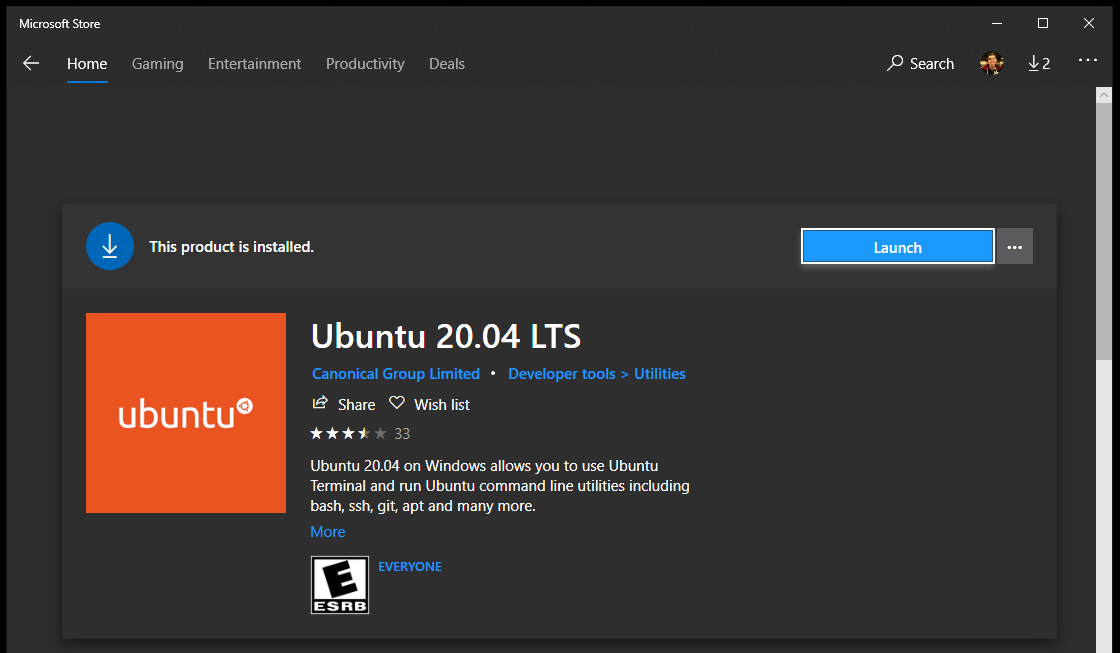 Microsoft Store
Home Gaming Entertainment Productivity Deals Search 2
This product is installed. Launch
ubuntu
Ubuntu 20.04 LTS
Canonical Group Limited • Developer tools > Utilities
Share Wish list
33
Ubuntu 20.04 on Windows allows you to use Ubuntu
Terminal and run Ubuntu command line utilities including
bash, ssh, git, apt and many more.
More
E EVERYONE
ESRB